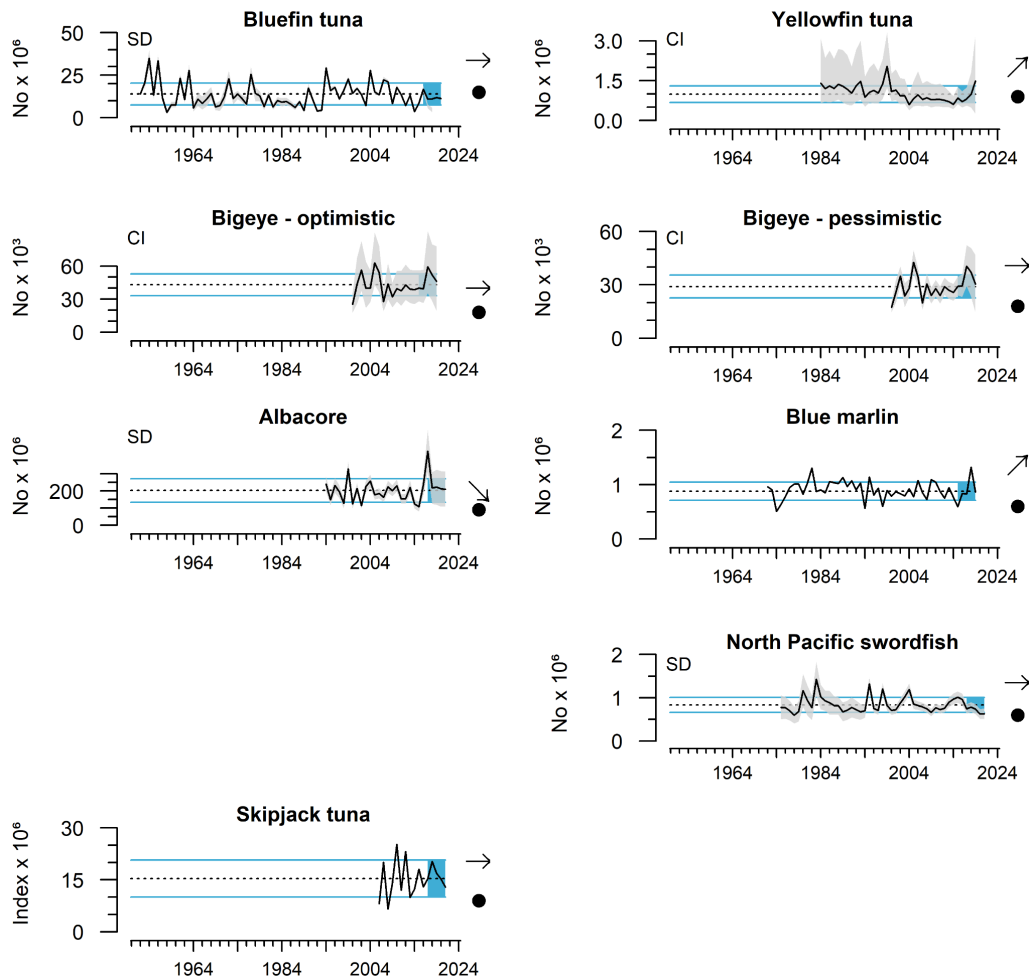 Bluefin tuna
SD
No x 10⁶
50
25
0
1964 1984 2004 2024
Yellowfin tuna
CI
No x 10⁶
3.0
1.5
0.0
1964 1984 2004 2024
Bigeye - optimistic
CI
No x 10³
60
30
0
1964 1984 2004 2024
Bigeye - pessimistic
CI
No x 10³
60
30
0
1964 1984 2004 2024
Albacore
SD
No x 10⁶
200
0
1964 1984 2004 2024
Blue marlin
No x 10⁶
2
1
0
1964 1984 2004 2024
North Pacific swordfish
SD
No x 10⁶
2
1
0
1964 1984 2004 2024
Skipjack tuna
Index x 10⁶
30
15
0
1964 1984 2004 2024